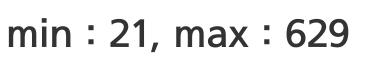 min : 21, max : 629